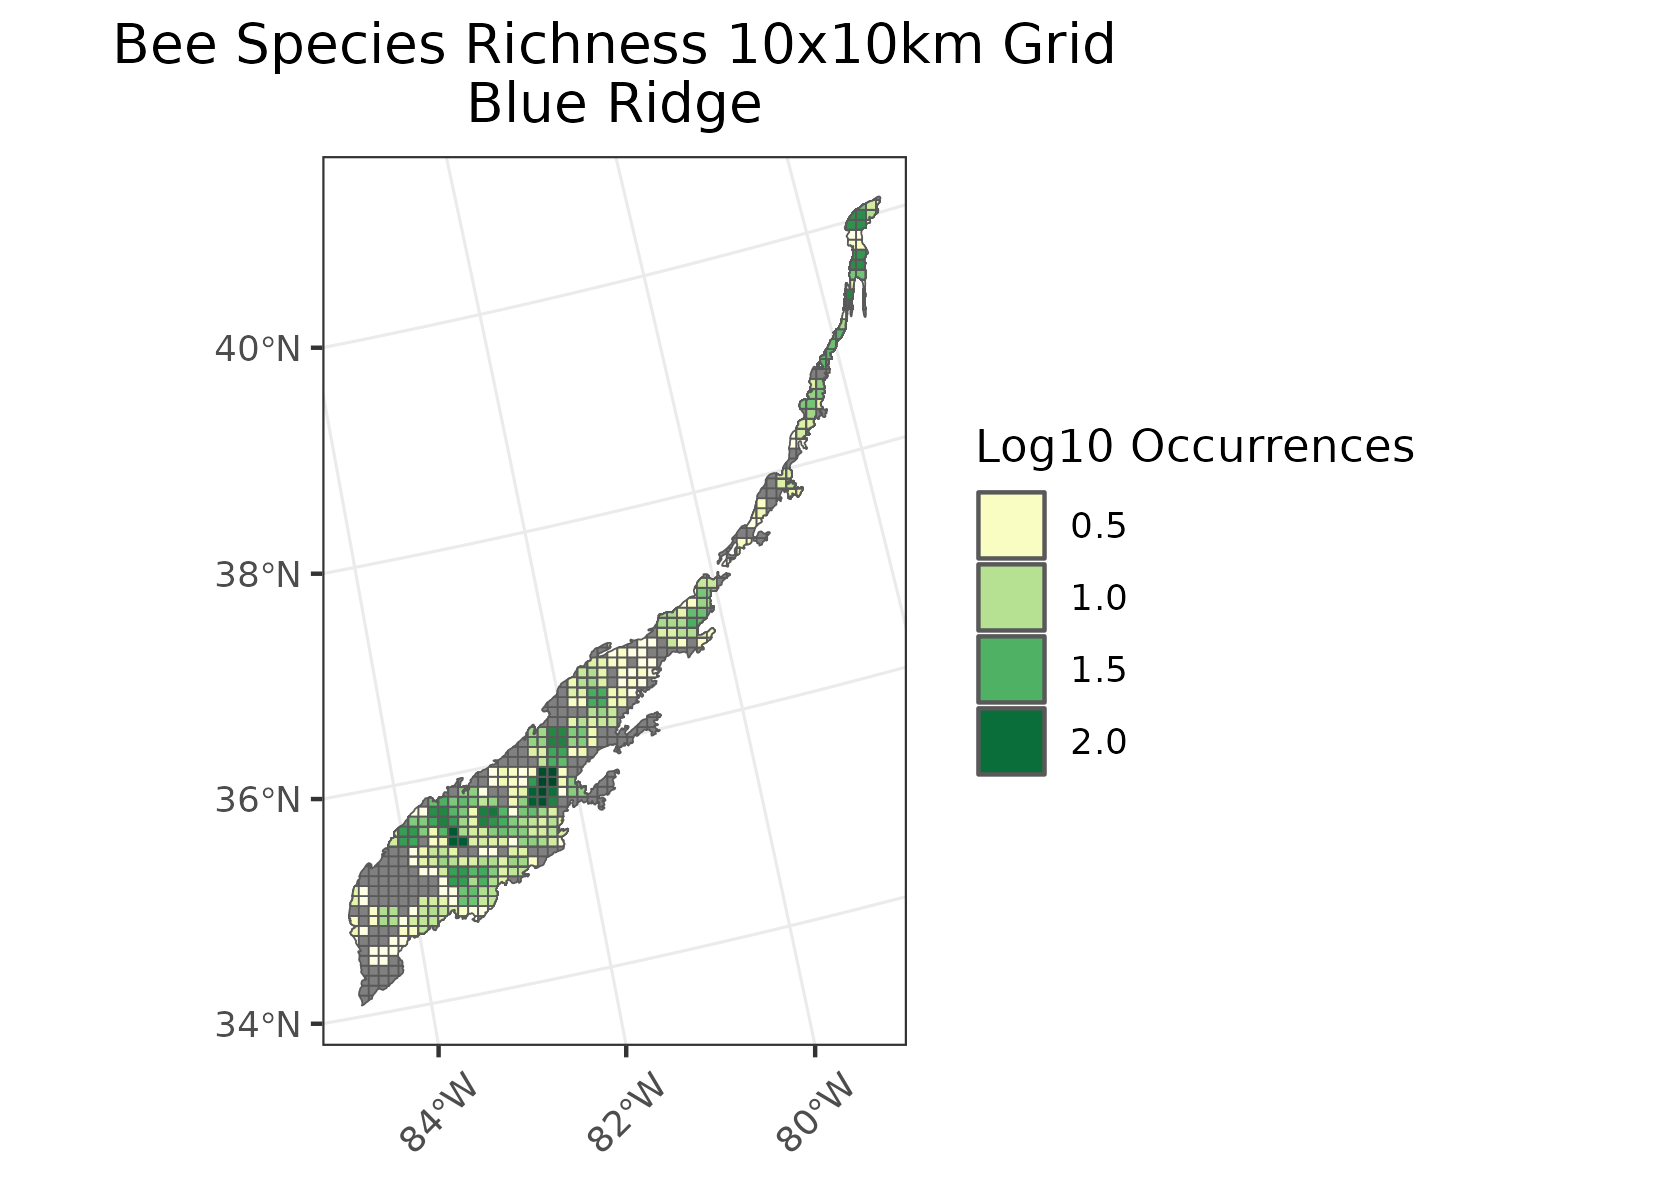 Bee Species Richness 10x10km Grid
Blue Ridge
40°N
38°N
36°N
34°N
84°W
82°W
80°W
Log10 Occurrences
0.5
1.0
1.5
2.0